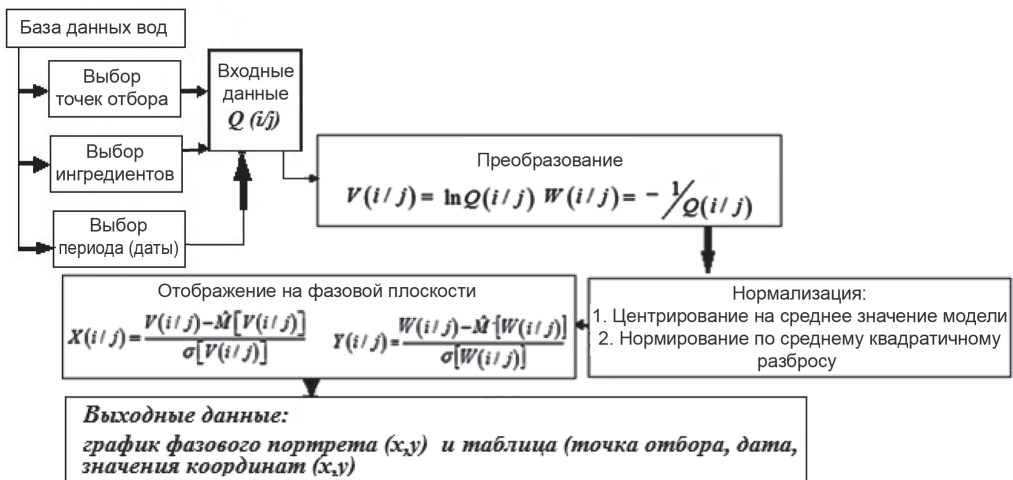 База данных вод
Выбор
точек отбора
Входные
данные
Q (i/j)
Выбор
ингредиентов
Выбор
периода (даты)
Преобразование
V(i / j) = lnQ(i / j) W(i / j) = − 1/Q(i / j)
Нормализация:
1. Центрирование на среднее значение модели
2. Нормирование по среднему квадратичному
разбросу
Отображение на фазовой плоскости
X(i / j) = V(i / j) − M̂[V(i / j)] / σ[V(i / j)] Y(i / j) = W(i / j) − M̂[W(i / j)] / σ[W(i / j)]
Выходные данные:
график фазового портрета (x,y) и таблица (точка отбора, дата,
значения координат (x,y)